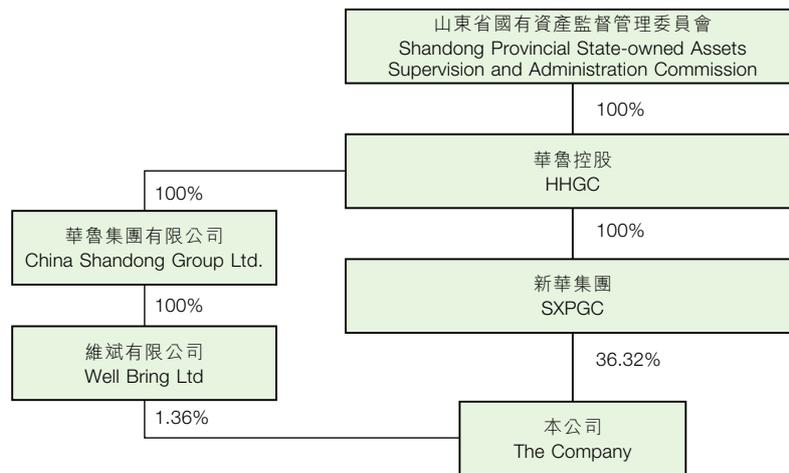 山東省國有資產監督管理委員會
Shandong Provincial State-owned Assets
Supervision and Administration Commission
100%
華魯控股
HHGC
100%
100%
華魯集團有限公司
China Shandong Group Ltd.
新華集團
SXPGC
100%
維斌有限公司
Well Bring Ltd
36.32%
1.36%
本公司
The Company